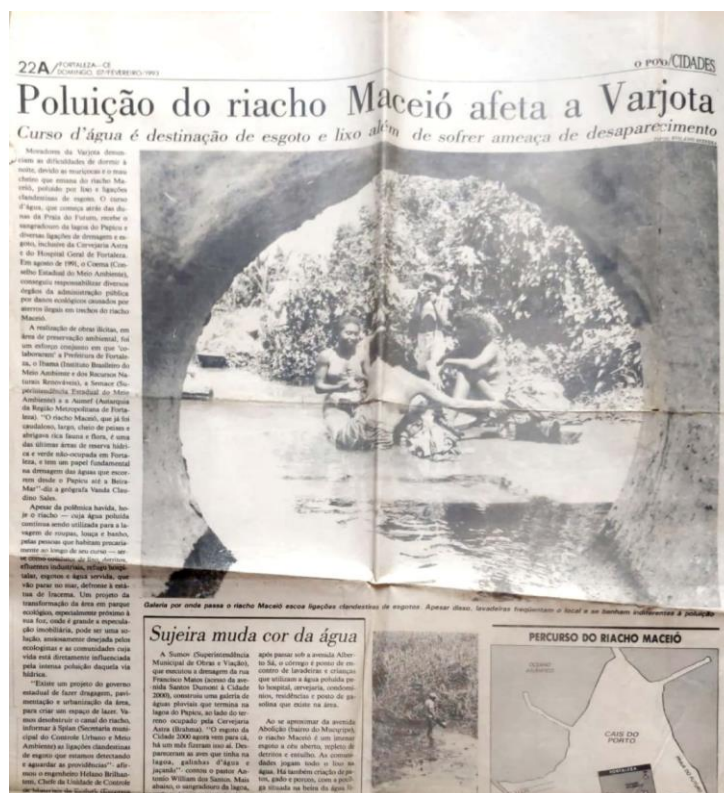 22A/FORTALEZA—CE
DOMINGO, 07/FEVEREIRO/1993
O POVO/CIDADES
Poluição do riacho Maceió afeta a Varjota
Curso d'água é destinação de esgoto e lixo além de sofrer ameaça de desaparecimento
Moradores da Varjota denun-
ciam as dificuldades de dormir à
noite, devido às muriçocas e o mau
cheiro que emana do riacho Ma-
ceió, poluído por lixo e ligações
clandestinas de esgoto. O curso
d'água, que começa atrás das du-
nas da Praia do Futuro, recebe o
sangradouro da lagoa do Papicu e
diversas ligações de drenagem e es-
goto, inclusive da Cervejaria Astra
e do Hospital Geral de Fortaleza.
Em agosto de 1991, o Coema (Con-
selho Estadual do Meio Ambiente),
conseguiu responsabilizar diversos
órgãos da administração pública
por danos ecológicos causados por
aterros ilegais em trechos do riacho
Maceió.
A realização de obras ilícitas, em
área de preservação ambiental, foi
um esforço conjunto em que 'co-
laboraram' a Prefeitura de Fortale-
za, o Ibama (Instituto Brasileiro do
Meio Ambiente e dos Recursos Na-
turais Renováveis), a Semace (Su-
perintendência Estadual do Meio
Ambiente) e a Aumef (Autarquia
da Região Metropolitana de Forta-
leza). "O riacho Maceió, que já foi
caudaloso, largo, cheio de peixes e
abrigava rica fauna e flora, é uma
das últimas áreas de reserva hídri-
ca e verde não-ocupada em Forta-
leza, e tem um papel fundamental
na drenagem das águas que escor-
rem desde o Papicu até a Beira-
Mar"-diz a geógrafa Vanda Clau-
dino Sales.
Apesar da polêmica havida, ho-
je o riacho — cuja água poluída
continua sendo utilizada para a la-
vagem de roupas, louça e banho,
pelas pessoas que habitam precaria-
mente ao longo de seu curso —
efluentes industriais, refugo hospi-
talar, esgotos e água servida, que
vão parar no mar, defronte à está-
tua de Iracema. Um projeto da
transformação da área em parque
ecológico, especialmente próximo à
sua foz, onde é grande a especula-
ção imobiliária, pode ser uma so-
lução, ansiosamente desejada pelos
ecologistas e as comunidades cuja
vida está diretamente influenciada
pela intensa poluição daquela via
hídrica.
"Existe um projeto do governo
estadual de fazer dragagem, pavi-
mentação e urbanização da área,
para criar um espaço de lazer. Va-
mos desobstruir o canal do riacho,
informar à Splan (Secretaria muni-
cipal do Controle Urbano e Meio
Ambiente) as ligações clandestinas
de esgoto que estamos detectando
e aguardar as providências"- afir-
mou o engenheiro Helano Brilhan-
te, Chefe da Unidade de Controle
Galeria por onde passa o riacho Maceió escoa ligações clandestinas de esgotos. Apesar disso, lavadeiras freqüentam o local e se banham indiferentes à poluição
Sujeira muda cor da água
A Sumov (Superintendência
Municipal de Obras e Viação),
que executou a drenagem da rua
Francisco Matos (acesso da ave-
nida Santos Dumont à Cidade
2000), construiu uma galeria de
águas pluviais que termina na
lagoa do Papicu, ao lado do ter-
reno ocupado pela Cervejaria
Astra (Brahma). "O esgoto da
Cidade 2000 agora vem para cá,
há um mês fizeram isso aí. Desa-
pareceram as aves que tinha na
lagoa, galinhas d'água e
jaçanãs"- contou o pastor An-
tonio William dos Santos. Mais
abaixo, o sangradouro da lagoa,
após passar sob a avenida Alber-
to Sá, o córrego é ponto de en-
contro de lavadeiras e crianças
que utilizam a água poluída pe-
lo hospital, cervejaria, condomí-
nios, residências e posto de ga-
solina que existe na área.
Ao se aproximar da avenida
Abolição (bairro do Mucuripe),
o riacho Maceió é um imenso
esgoto a céu aberto, repleto de
detritos e entulho. As comuni-
dades jogam todo o lixo na
água. Há também criação de pa-
tos, gado e porcos,
situada na beira da água
PERCURSO DO RIACHO MACEIÓ
OCEANO
ATLÂNTICO
CAIS DO
PORTO
FORTALEZA
PRAIA DO FUTURO